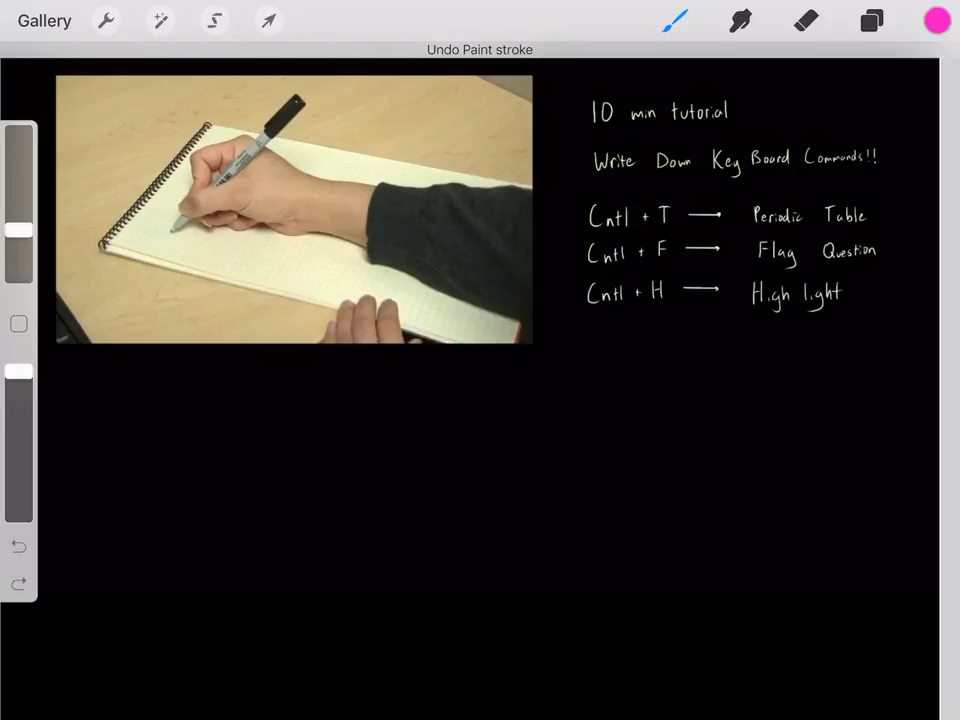 Gallery
Undo Paint stroke
10 min tutorial
Write Down Key Board Commands!!
Cntl + T → Periodic Table
Cntl + F → Flag Question
Cntl + H → High light